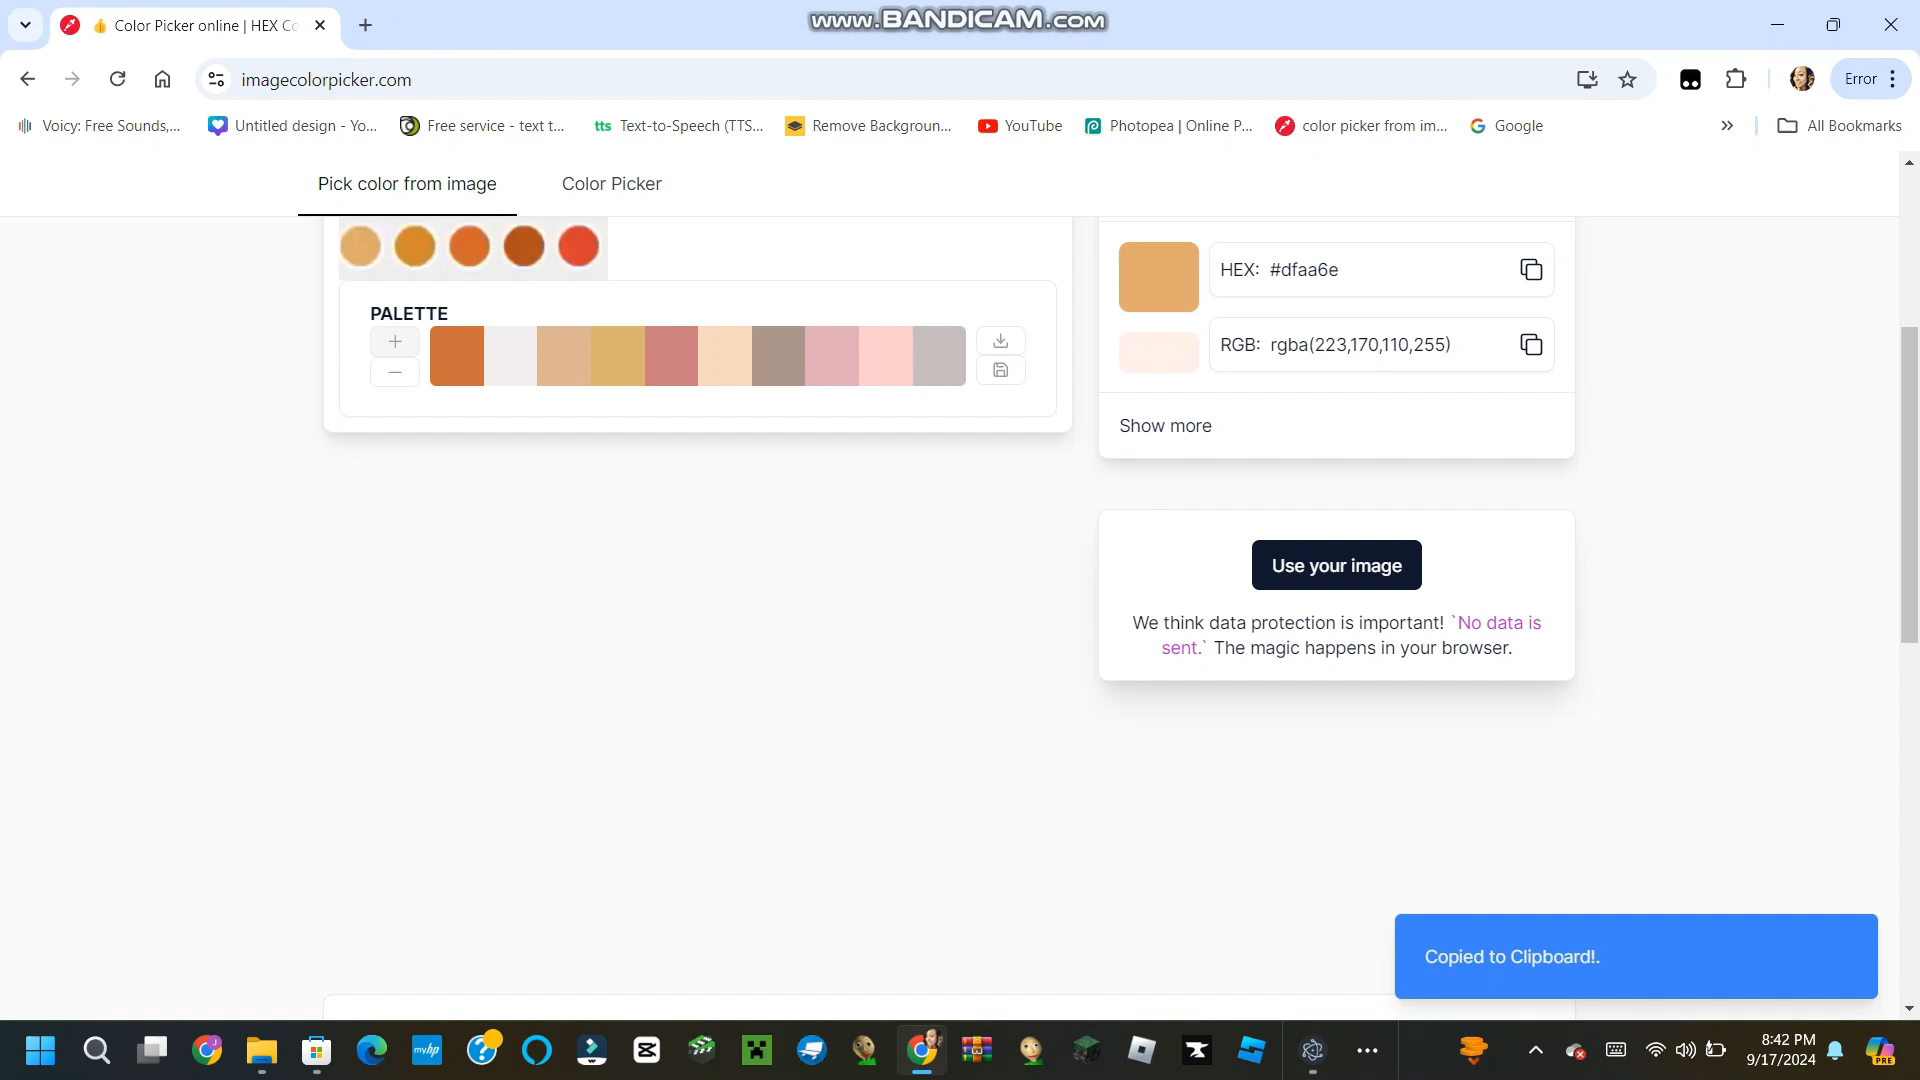 👍 Color Picker online | HEX Co
www.BANDICAM.com
imagecolorpicker.com
Error
Voicy: Free Sounds,...
Untitled design - Yo...
Free service - text t...
tts
Text-to-Speech (TTS...
Remove Backgroun...
YouTube
Photopea | Online P...
color picker from im...
Google
All Bookmarks
Pick color from image
Color Picker
HEX: #dfaa6e
PALETTE
RGB: rgba(223,170,110,255)
Show more
Use your image
We think data protection is important! `No data is
sent.` The magic happens in your browser.
Copied to Clipboard!.
myhp
8:42 PM
9/17/2024
PRE